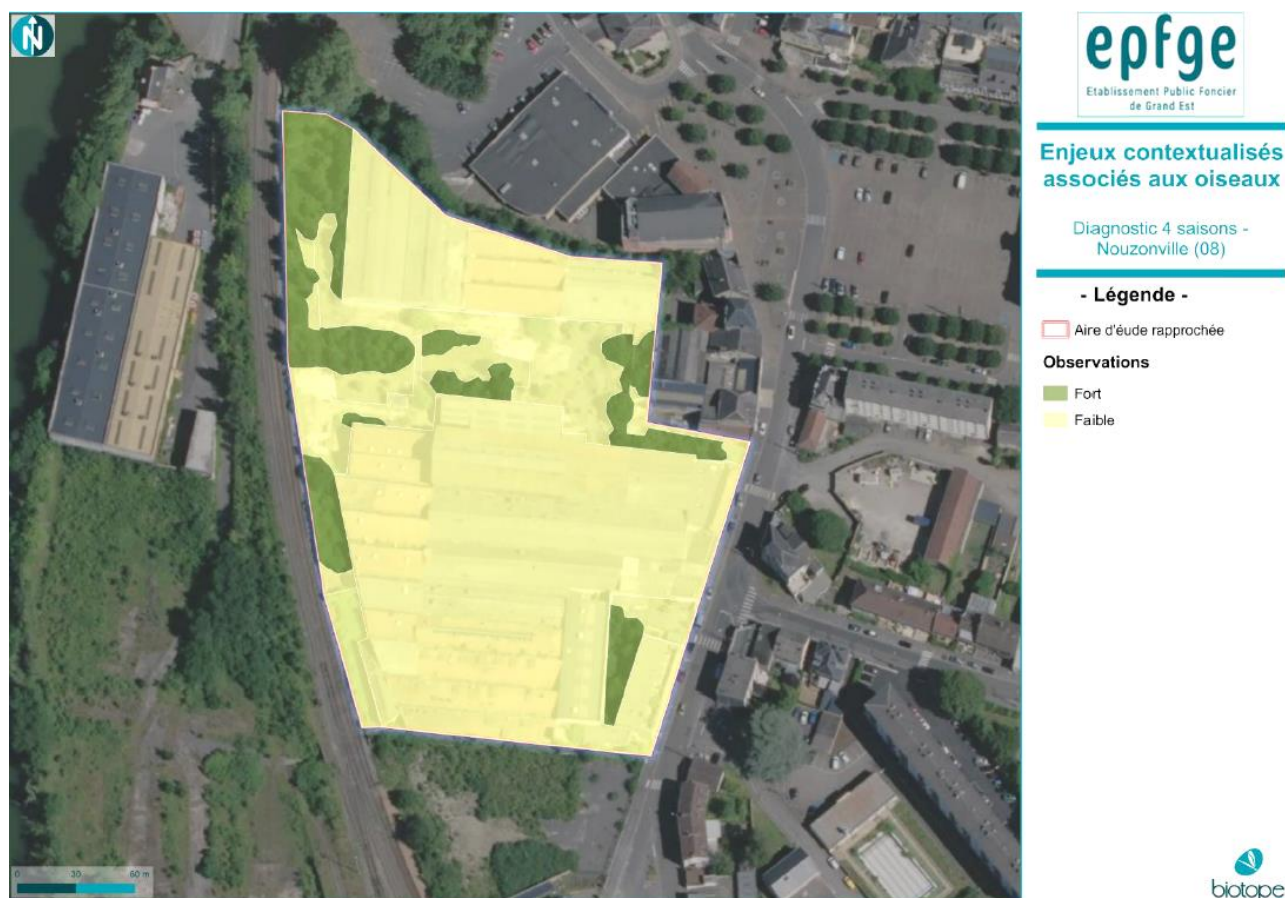 N
epfge
Etablissement Public Foncier
de Grand Est
Enjeux contextualisés
associés aux oiseaux
Diagnostic 4 saisons -
Nouzonville (08)
- Légende -
Aire d'éude rapprochée
Observations
Fort
Faible
0 30 60 m
biotope